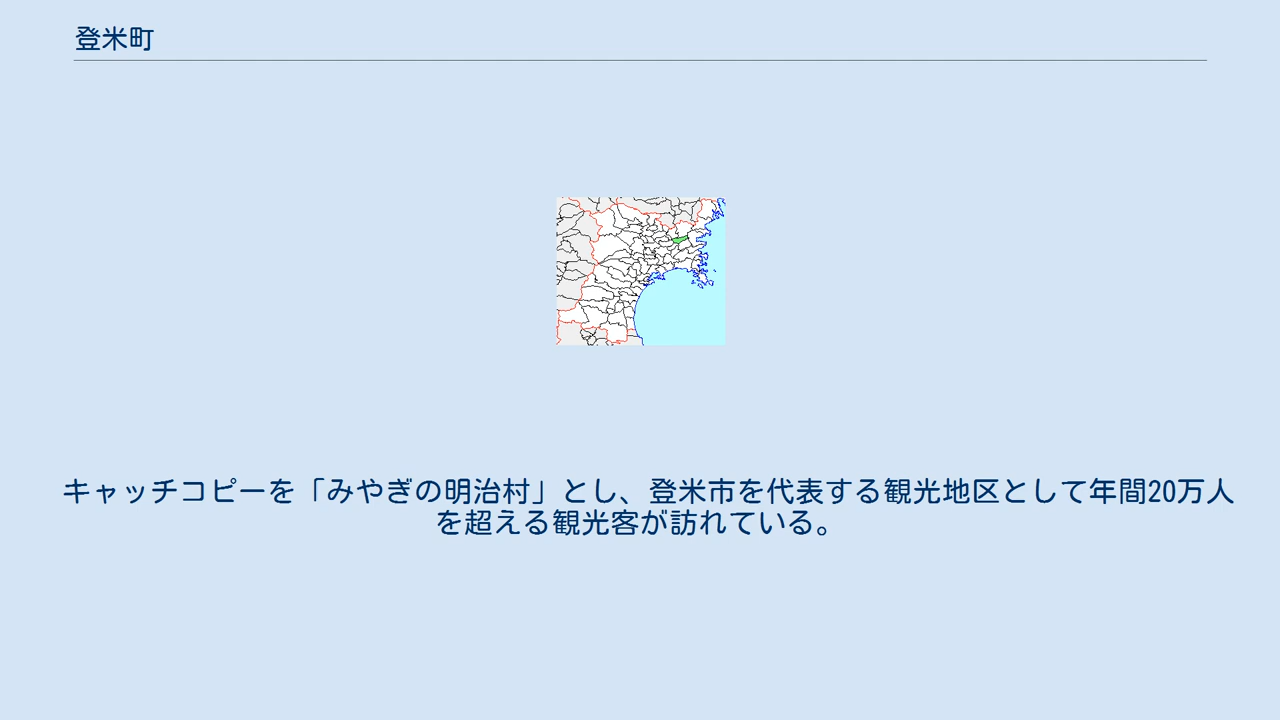 登米町
キャッチコピーを「みやぎの明治村」とし、登米市を代表する観光地区として年間20万人
を超える観光客が訪れている。